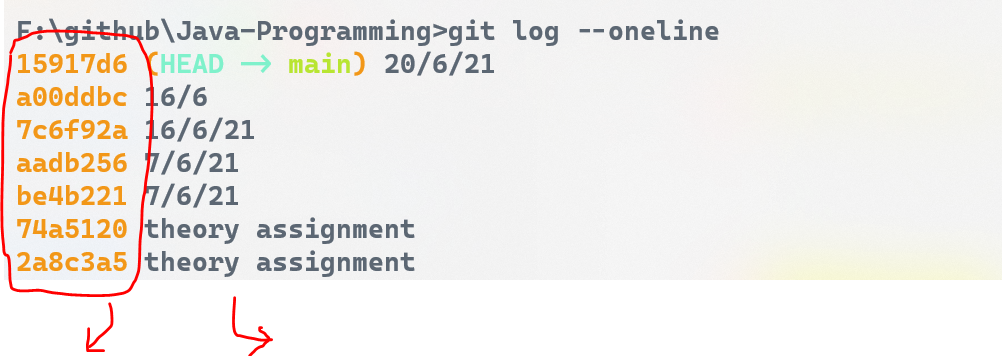 F:\github\Java-Programming>git log --oneline
15917d6 (HEAD -> main) 20/6/21
a00ddbc 16/6
7c6f92a 16/6/21
aadb256 7/6/21
be4b221 7/6/21
74a5120 theory assignment
2a8c3a5 theory assignment